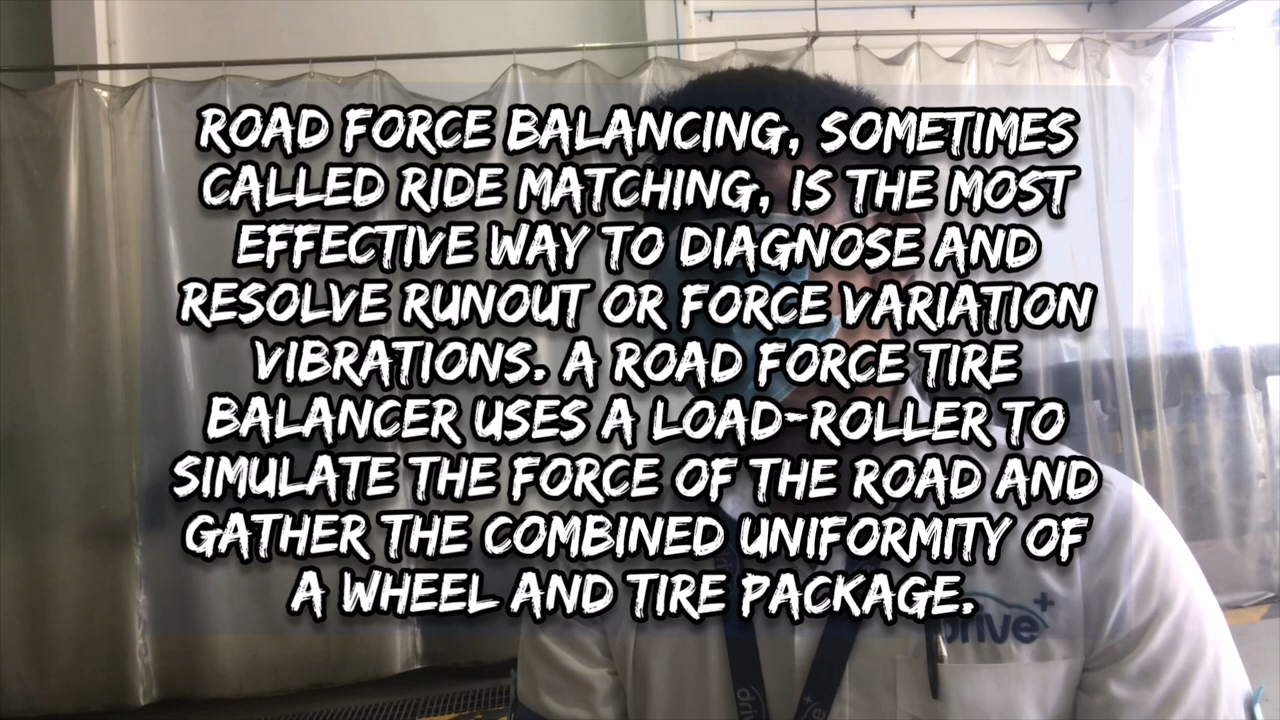 ROAD FORCE BALANCING, SOMETIMES
CALLED RIDE MATCHING, IS THE MOST
EFFECTIVE WAY TO DIAGNOSE AND
RESOLVE RUNOUT OR FORCE VARIATION
VIBRATIONS. A ROAD FORCE TIRE
BALANCER USES A LOAD-ROLLER TO
SIMULATE THE FORCE OF THE ROAD AND
GATHER THE COMBINED UNIFORMITY OF
A WHEEL AND TIRE PACKAGE.
drive+